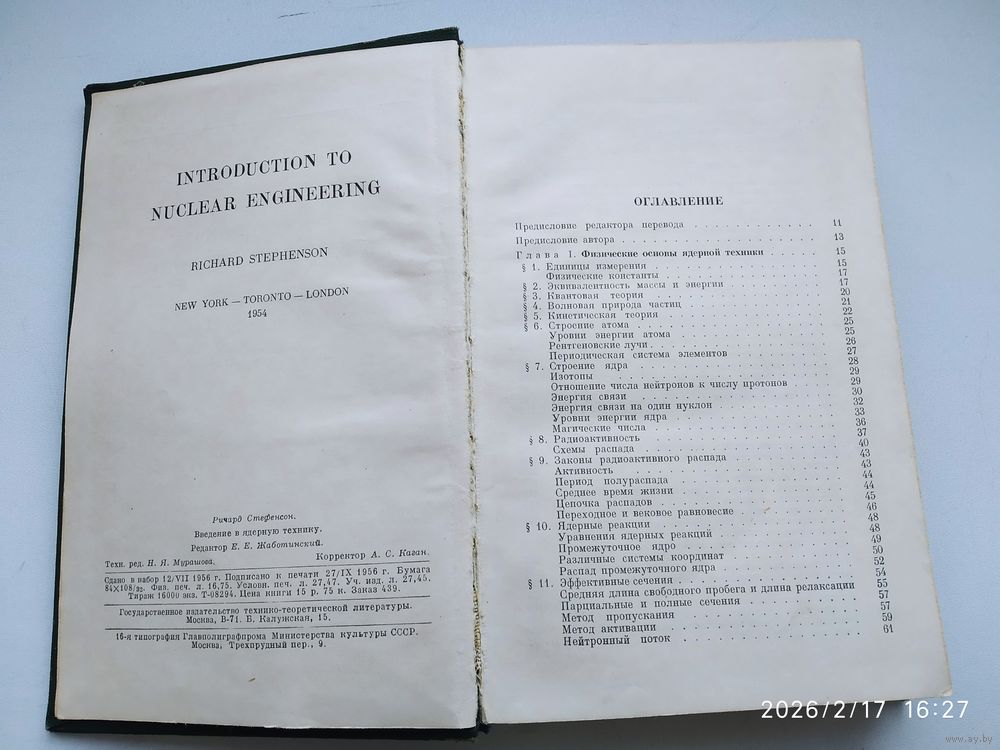 INTRODUCTION TO
NUCLEAR ENGINEERING
RICHARD STEPHENSON
NEW YORK — TORONTO — LONDON
1954
Ричард Стефенсон.
Введение в ядерную технику.
Редактор Е. Е. Жаботинский.
Техн. ред. Н. Я. Мурашова. Корректор А. С. Каган.
Сдано в набор 12/VII 1956 г. Подписано к печати 27/IX 1956 г. Бумага
84×108/32. Физ. печ. л. 16,75. Условн. печ. л. 27,47. Уч. изд. л. 27,45.
Тираж 16000 экз. Т-08294. Цена книги 15 р. 75 к. Заказ 439.
Государственное издательство технико-теоретической литературы.
Москва, В-71. Б. Калужская, 15.
16-я типография Главполиграфпрома Министерства культуры СССР.
Москва, Трехпрудный пер., 9.
ОГЛАВЛЕНИЕ
Предисловие редактора перевода . . . . . . . . . . . 11
Предисловие автора . . . . . . . . . . . 13
Глава I. Физические основы ядерной техники . . . . . 15
§ 1. Единицы измерения . . . . . . . . . . . 15
Физические константы . . . . . . . . . . . 17
§ 2. Эквивалентность массы и энергии . . . . . . . . 17
§ 3. Квантовая теория . . . . . . . . . . . 20
§ 4. Волновая природа частиц . . . . . . . . . . . 21
§ 5. Кинетическая теория . . . . . . . . . . . 22
§ 6. Строение атома . . . . . . . . . . . 25
Уровни энергии атома . . . . . . . . . . . 25
Рентгеновские лучи . . . . . . . . . . . 26
Периодическая система элементов . . . . . . . . 27
§ 7. Строение ядра . . . . . . . . . . . 28
Изотопы . . . . . . . . . . . 29
Отношение числа нейтронов к числу протонов . . . . 29
Энергия связи . . . . . . . . . . . 30
Энергия связи на один нуклон . . . . . . . . 32
Уровни энергии ядра . . . . . . . . . . . 33
Магические числа . . . . . . . . . . . 36
§ 8. Радиоактивность . . . . . . . . . . . 37
Схемы распада . . . . . . . . . . . 40
§ 9. Законы радиоактивного распада . . . . . . . . 43
Активность . . . . . . . . . . . 43
Период полураспада . . . . . . . . . . . 44
Среднее время жизни . . . . . . . . . . . 44
Цепочка распадов . . . . . . . . . . . 45
Переходное и вековое равновесие . . . . . . . . 46
§ 10. Ядерные реакции . . . . . . . . . . . 48
Уравнения ядерных реакций . . . . . . . . 48
Промежуточное ядро . . . . . . . . . . . 49
Различные системы координат . . . . . . . . 50
Распад промежуточного ядра . . . . . . . . 52
§ 11. Эффективные сечения . . . . . . . . . . . 54
Средняя длина свободного пробега и длина релаксации 55
Парциальные и полные сечения . . . . . . . . 57
Метод пропускания . . . . . . . . . . . 57
Метод активации . . . . . . . . . . . 59
Нейтронный поток . . . . . . . . . . . 61
2026/2/17 16:27
www.ay.by